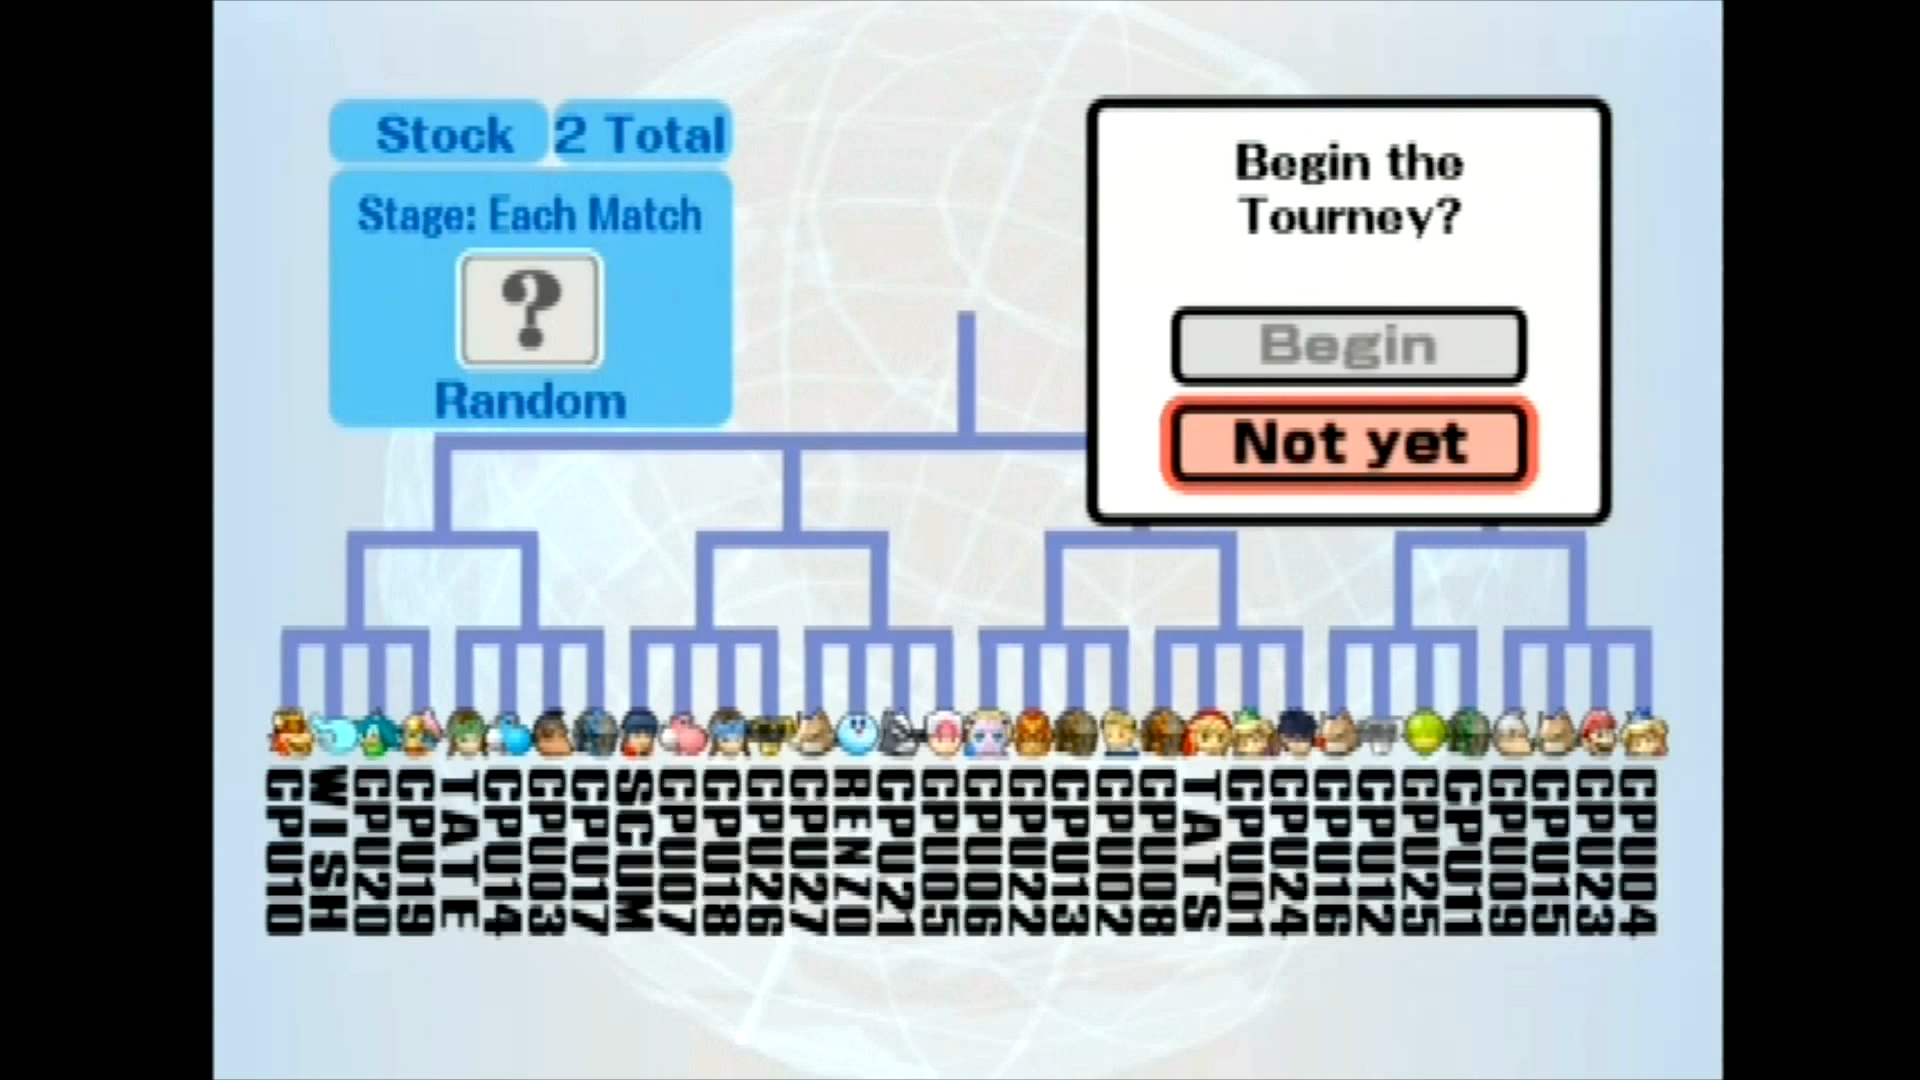 Stock
2 Total
Stage: Each Match
?
Random
Begin the
Tourney?
Begin
Not yet
CPU10
WISH
CPU20
CPU19
TATE
CPU14
CPU03
CPU17
SCUM
CPU07
CPU18
CPU26
CPU27
RENZO
CPU21
CPU05
CPU06
CPU22
CPU13
CPU02
CPU08
TATS
CPU01
CPU24
CPU16
CPU12
CPU25
CPU11
CPU09
CPU15
CPU23
CPU04